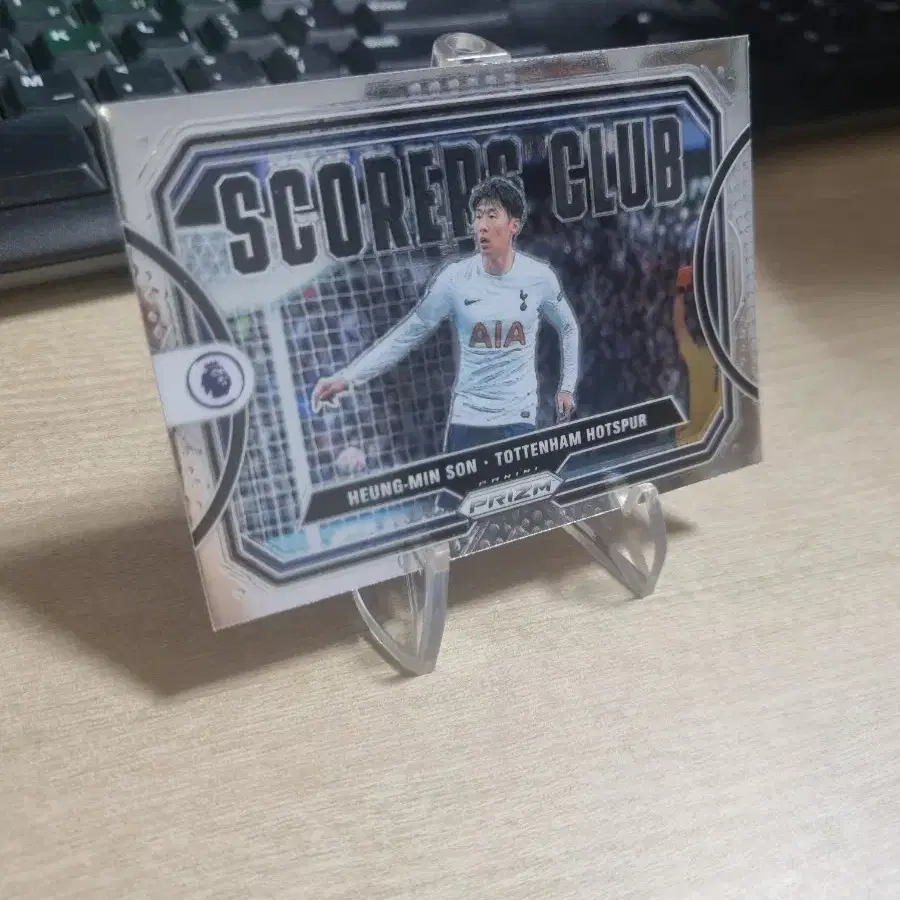 SCORERS CLUB
AIA
HEUNG-MIN SON • TOTTENHAM HOTSPUR
PANINI
PRIZM